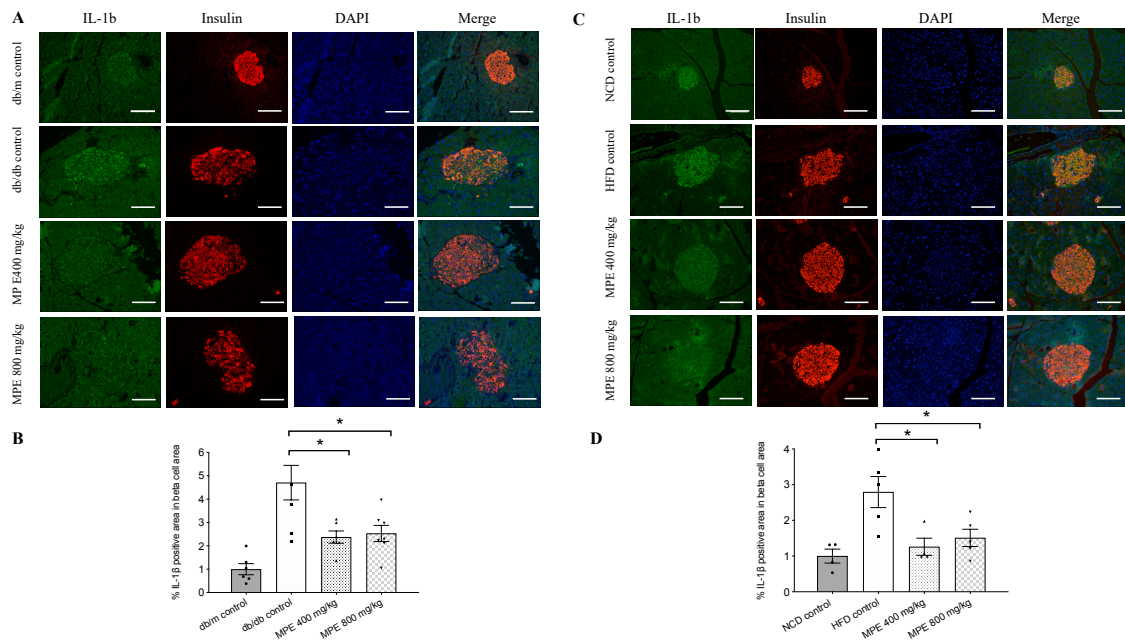 A
IL-1b Insulin DAPI Merge
db/m control
db/db control
MP E400 mg/kg
MPE 800 mg/kg
C
IL-1b Insulin DAPI Merge
NCD control
HFD control
MPE 400 mg/kg
MPE 800 mg/kg
B
% IL-1β positive area in beta cell area
6
5
4
3
2
1
0
*
*
db/m control
db/db control
MPE 400 mg/kg
MPE 800 mg/kg
D
% IL-1β positive area in beta cell area
4
3
2
1
0
*
*
NCD control
HFD control
MPE 400 mg/kg
MPE 800 mg/kg